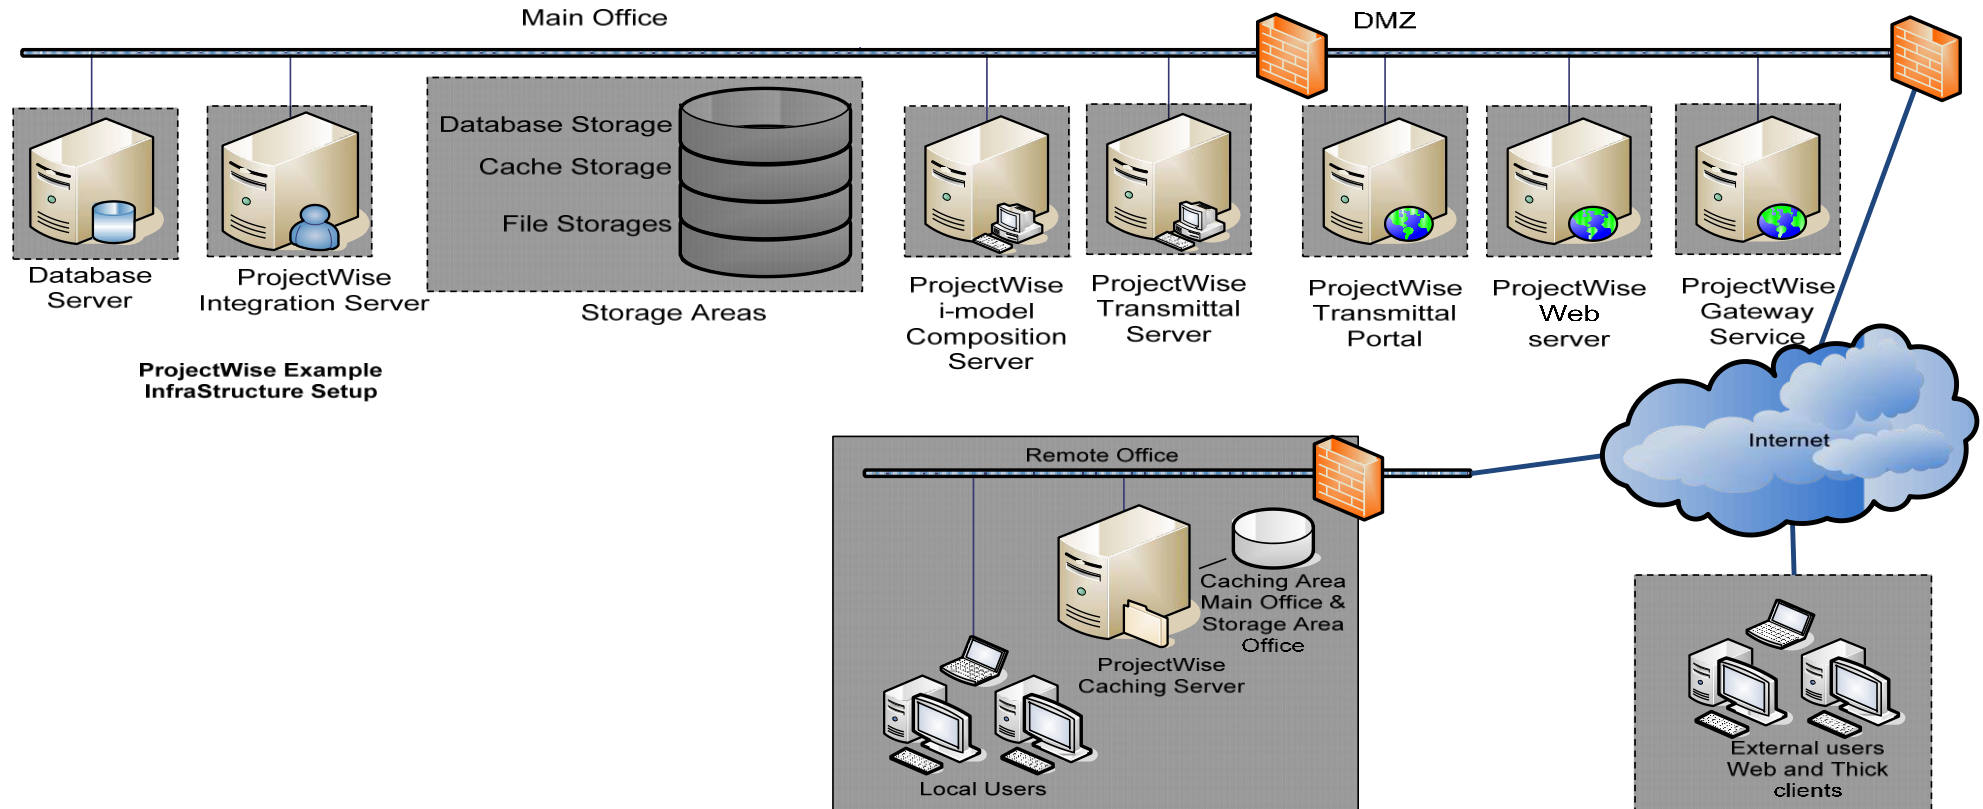 Main Office
DMZ
Database Storage
Cache Storage
File Storages
Database
Server
ProjectWise
Integration Server
Storage Areas
ProjectWise
i-model
Composition
Server
ProjectWise
Transmittal
Server
ProjectWise
Transmittal
Portal
ProjectWise
Web
server
ProjectWise
Gateway
Service
ProjectWise Example
InfraStructure Setup
Internet
Remote Office
Caching Area
Main Office &
Storage Area
Office
ProjectWise
Caching Server
Local Users
External users
Web and Thick
clients